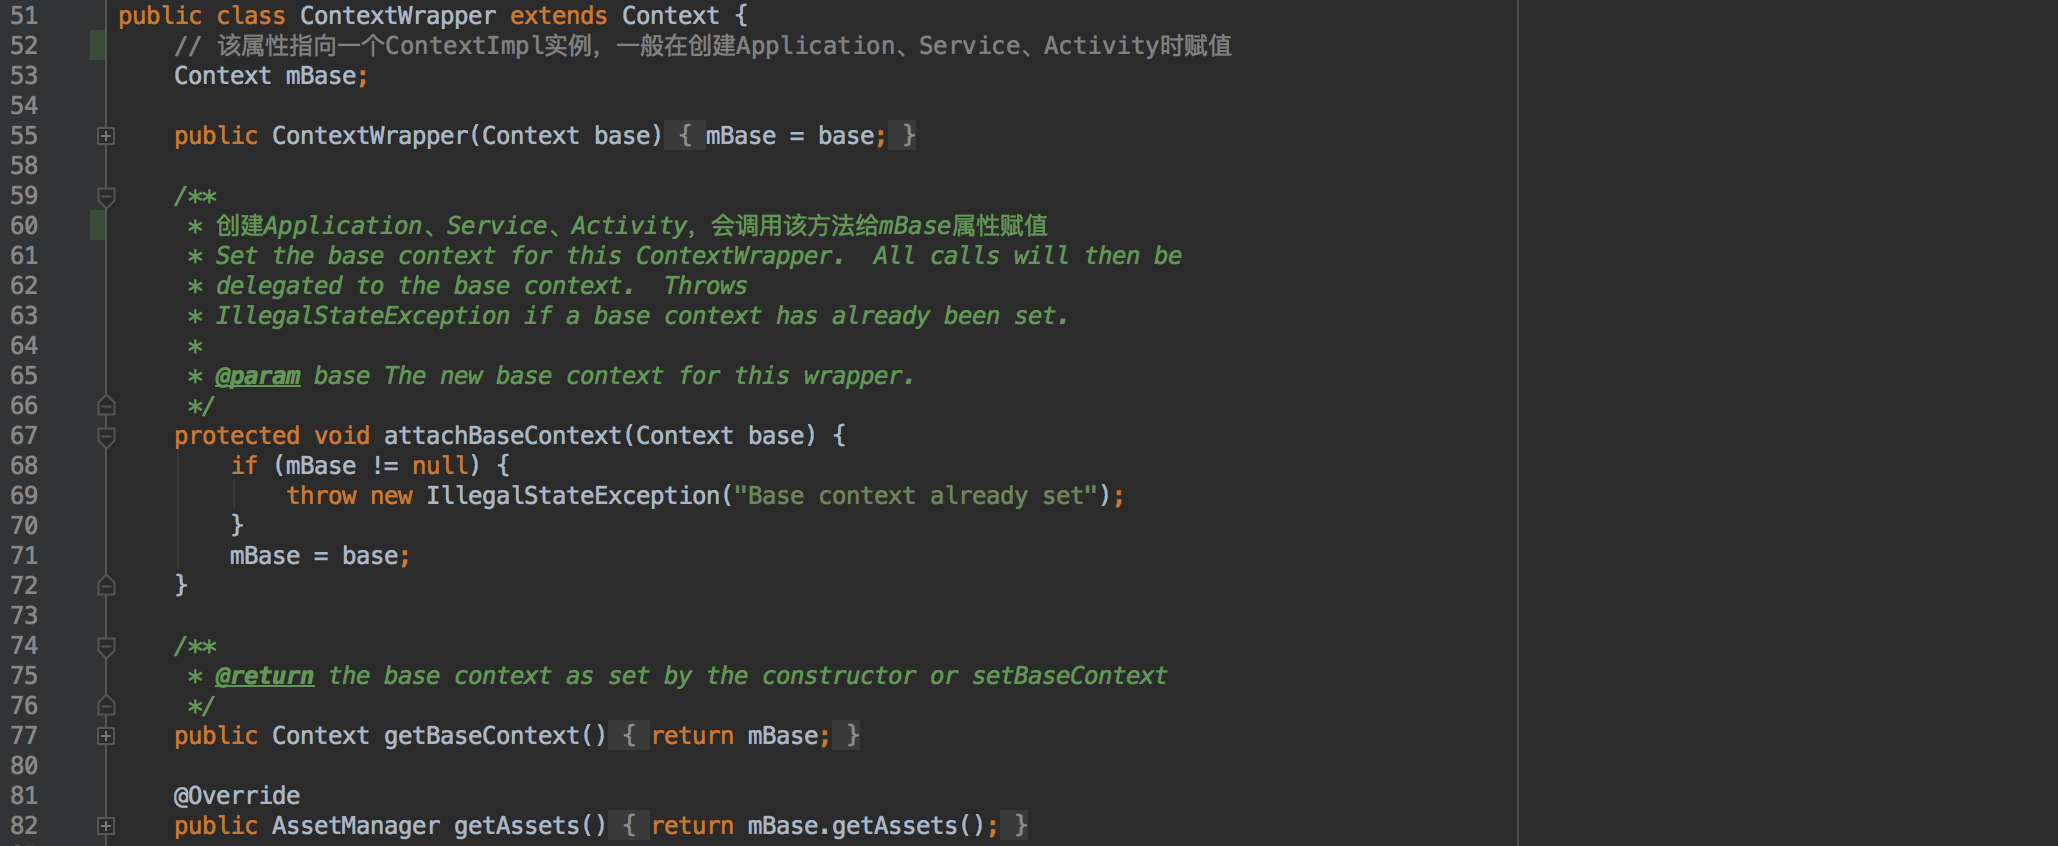 51 public class ContextWrapper extends Context {
52 // 该属性指向一个ContextImpl实例，一般在创建Application、Service、Activity时赋值
53 Context mBase;
54
55 public ContextWrapper(Context base) { mBase = base; }
58
59 /**
60 * 创建Application、Service、Activity，会调用该方法给mBase属性赋值
61 * Set the base context for this ContextWrapper.  All calls will then be
62 * delegated to the base context.  Throws
63 * IllegalStateException if a base context has already been set.
64 *
65 * @param base The new base context for this wrapper.
66 */
67 protected void attachBaseContext(Context base) {
68 if (mBase != null) {
69 throw new IllegalStateException("Base context already set");
70 }
71 mBase = base;
72 }
73
74 /**
75 * @return the base context as set by the constructor or setBaseContext
76 */
77 public Context getBaseContext() { return mBase; }
80
81 @Override
82 public AssetManager getAssets() { return mBase.getAssets(); }